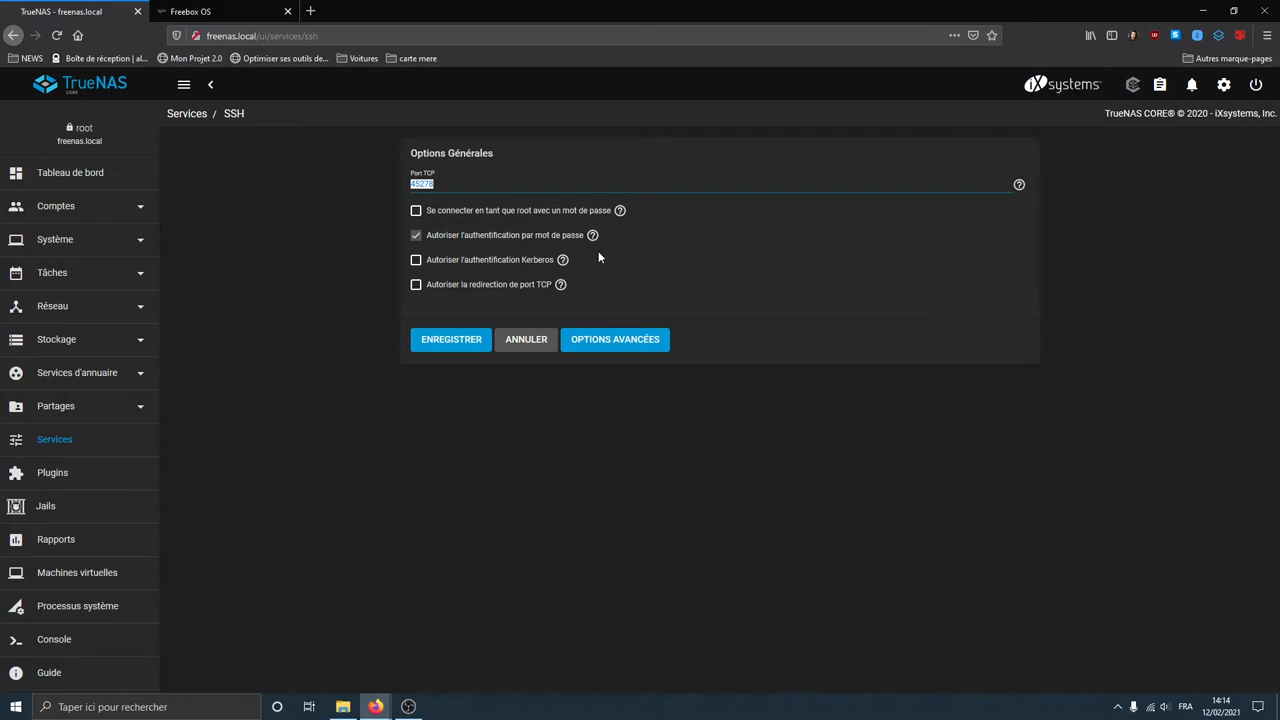 TrueNAS - freenas.local
Freebox OS
freenas.local/ui/services/ssh
NEWS
Boîte de réception | al...
Mon Projet 2.0
Optimiser ses outils de...
Voitures
carte mere
Autres marque-pages
TrueNAS
CORE
iXsystems
root
freenas.local
Services / SSH
TrueNAS CORE® © 2020 - iXsystems, Inc.
Tableau de bord
Comptes
Système
Tâches
Réseau
Stockage
Services d'annuaire
Partages
Services
Plugins
Jails
Rapports
Machines virtuelles
Processus système
Console
Guide
Options Générales
Port TCP
45278
Se connecter en tant que root avec un mot de passe
Autoriser l'authentification par mot de passe
Autoriser l'authentification Kerberos
Autoriser la redirection de port TCP
ENREGISTRER
ANNULER
OPTIONS AVANCÉES
Taper ici pour rechercher
FRA
14:14
12/02/2021